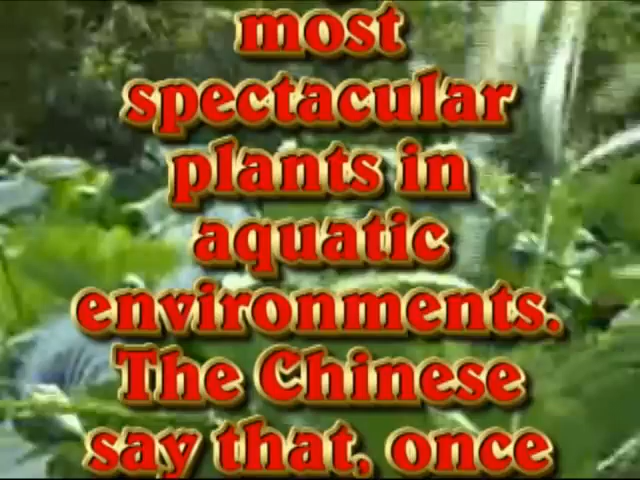 most
spectacular
plants in
aquatic
environments.
The Chinese
say that, once